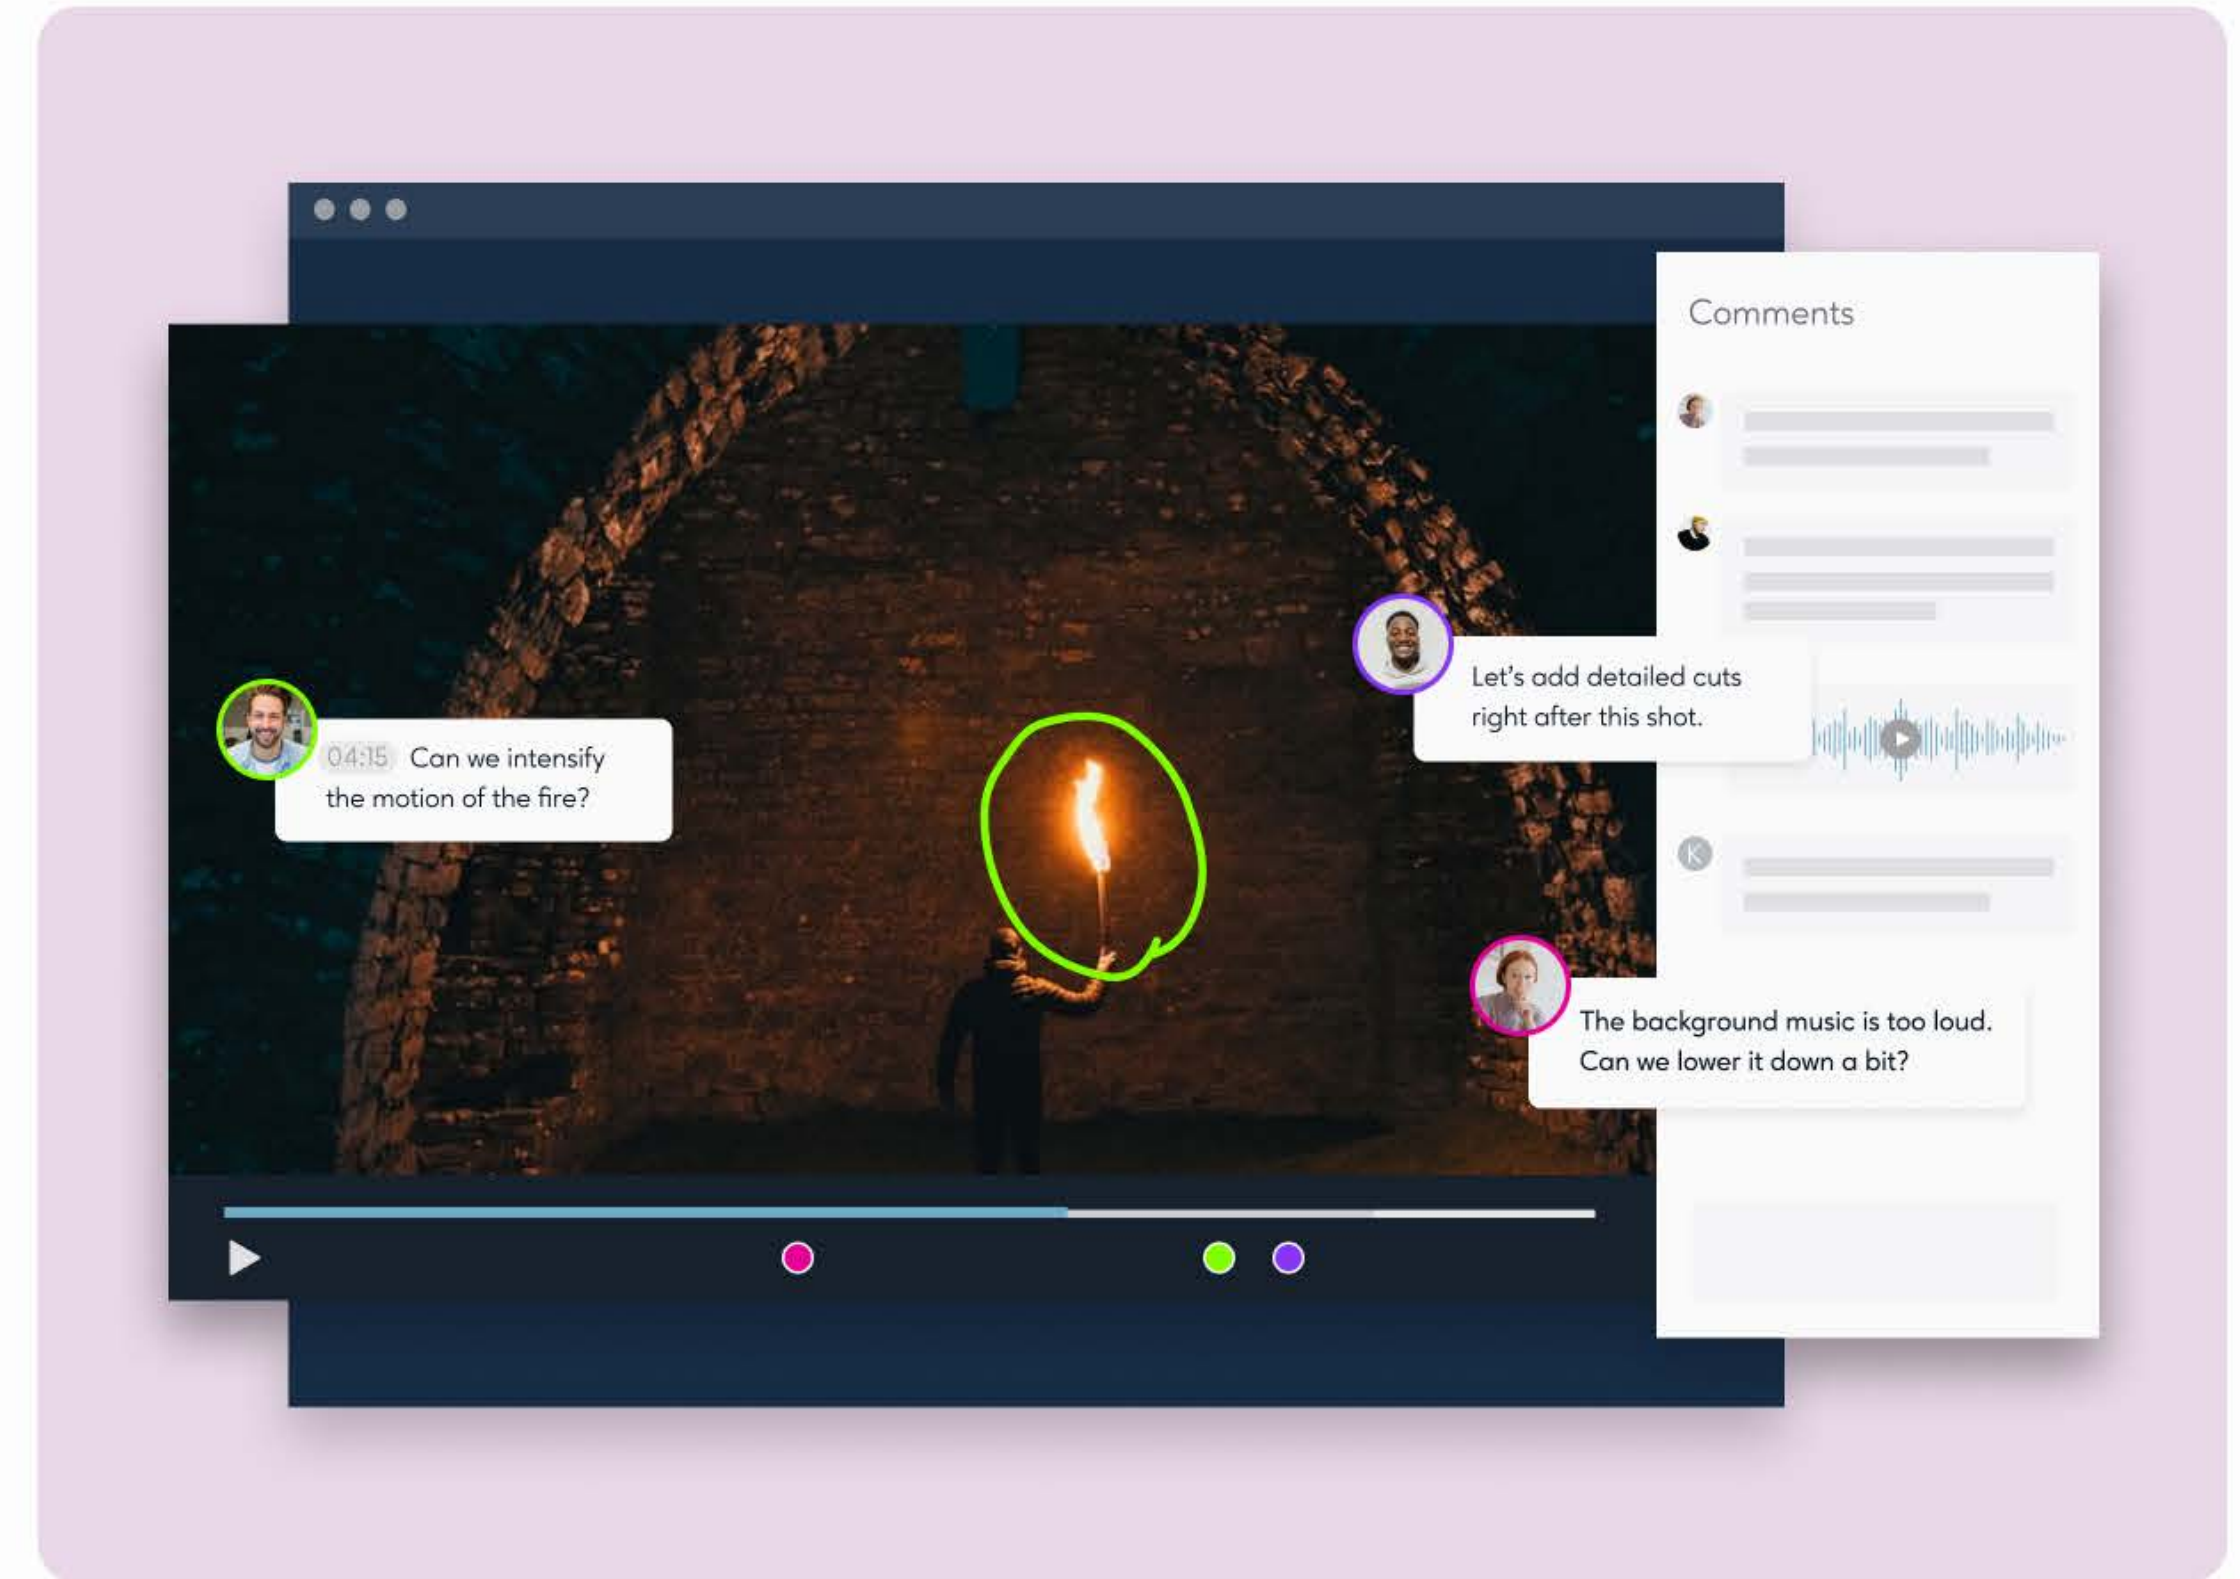 Comments
Let's add detailed cuts
right after this shot.
04:15 Can we intensify
the motion of the fire?
K
The background music is too loud.
Can we lower it down a bit?